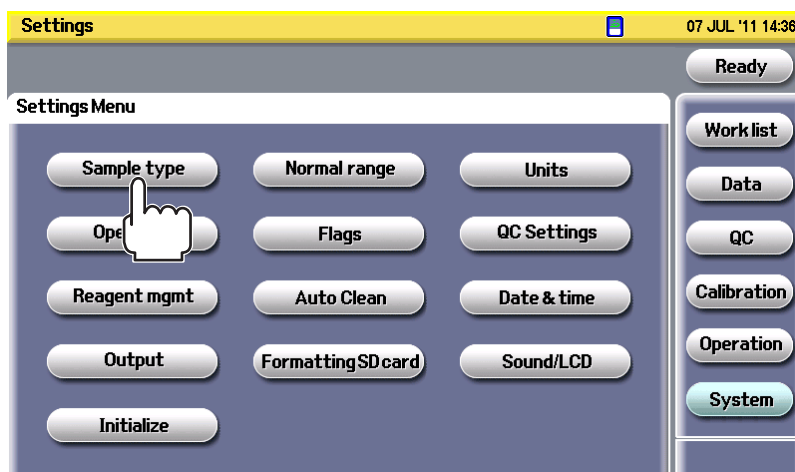 Settings
07 JUL '11 14:36
Ready
Settings Menu
Sample type
Normal range
Units
Flags
QC Settings
Reagent mgmt
Auto Clean
Date & time
Output
Formatting SD card
Sound/LCD
Initialize
Work list
Data
QC
Calibration
Operation
System